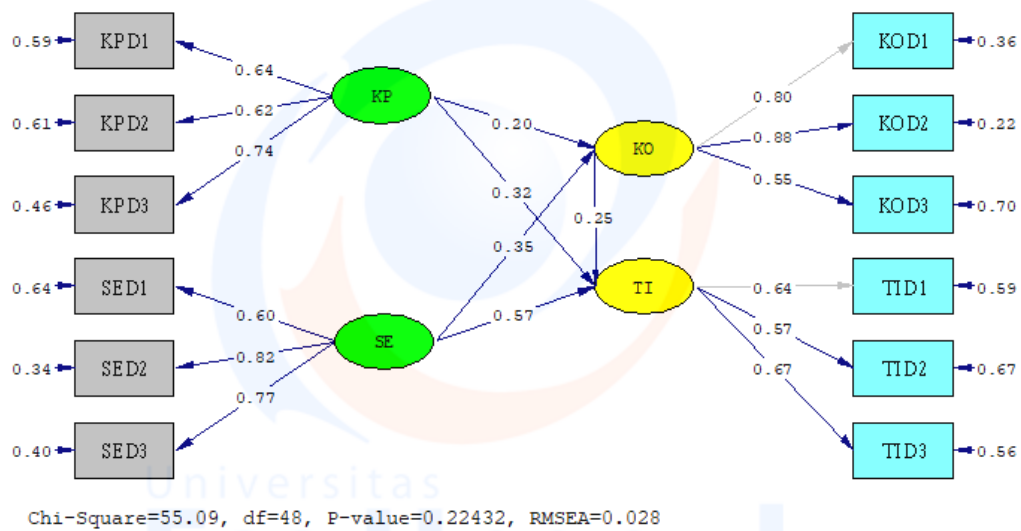 0.59 KPD1 KOD1 0.36
0.64 0.80
KP
0.61 KPD2 0.62 0.20 KOD2 0.22
0.88
KO
0.74
0.32 0.55
0.46 KPD3 KOD3 0.70
0.25
0.35
0.64 SED1 TI 0.64 TID1 0.59
0.60
0.57 0.57
SE
0.82 0.67
0.34 SED2 TID2 0.67
0.77
0.40 SED3 TID3 0.56
Universitas
Chi-Square=55.09, df=48, P-value=0.22432, RMSEA=0.028